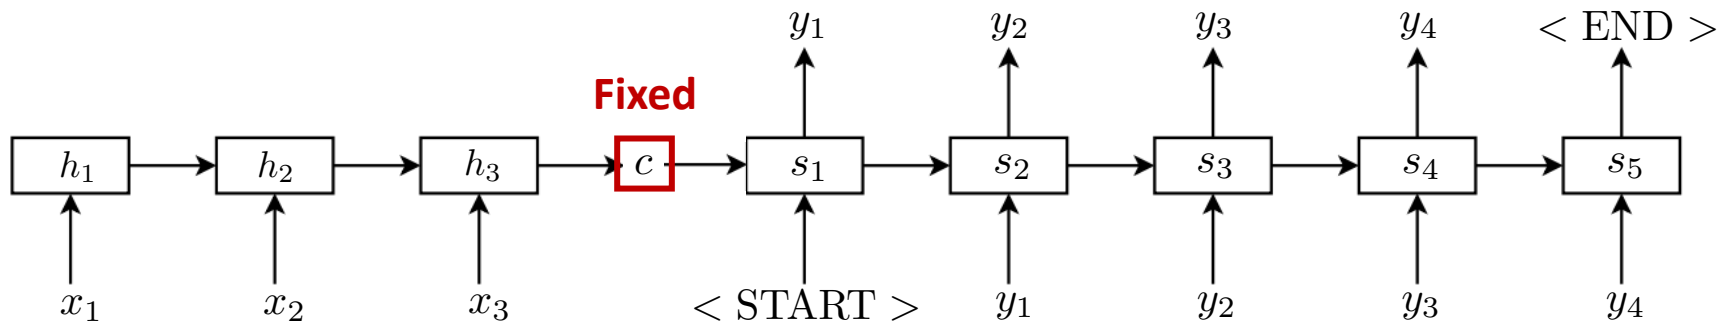 y₁ y₂ y₃ y₄ < END >
Fixed
h₁ h₂ h₃ c s₁ s₂ s₃ s₄ s₅
x₁ x₂ x₃ < START > y₁ y₂ y₃ y₄